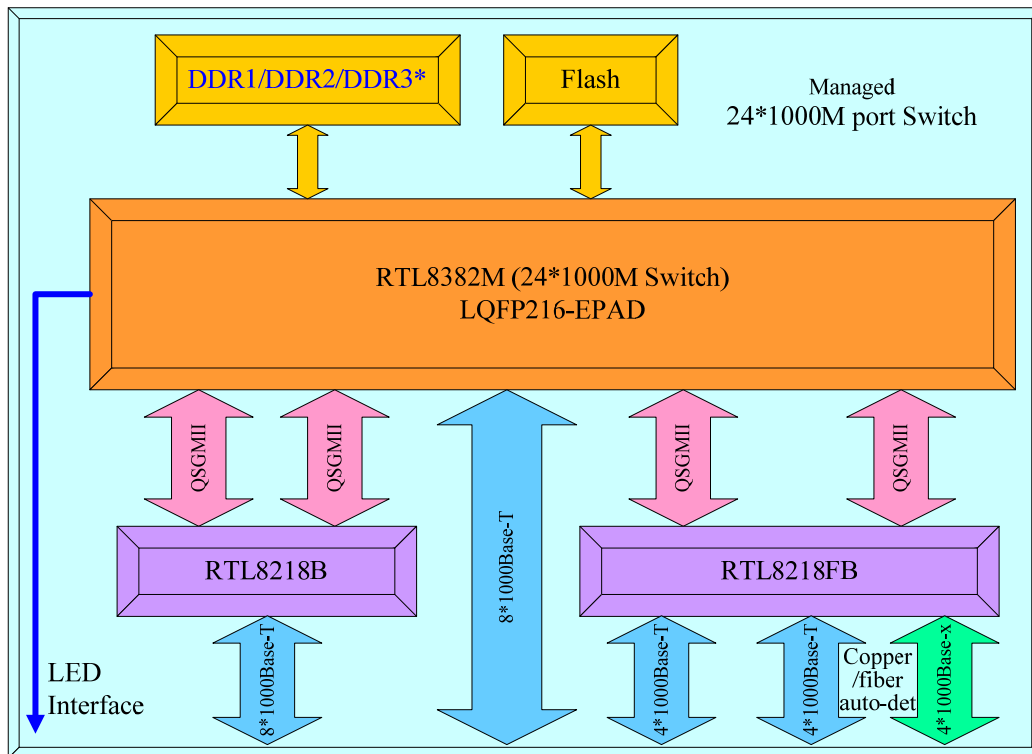 DDR1/DDR2/DDR3*
Flash
Managed
24*1000M port Switch
RTL8382M (24*1000M Switch)
LQFP216-EPAD
QSGMII
QSGMII
8*1000Base-T
QSGMII
QSGMII
RTL8218B
RTL8218FB
LED
Interface
8*1000Base-T
4*1000Base-T
4*1000Base-T
Copper
/fiber
auto-det
4*1000Base-x